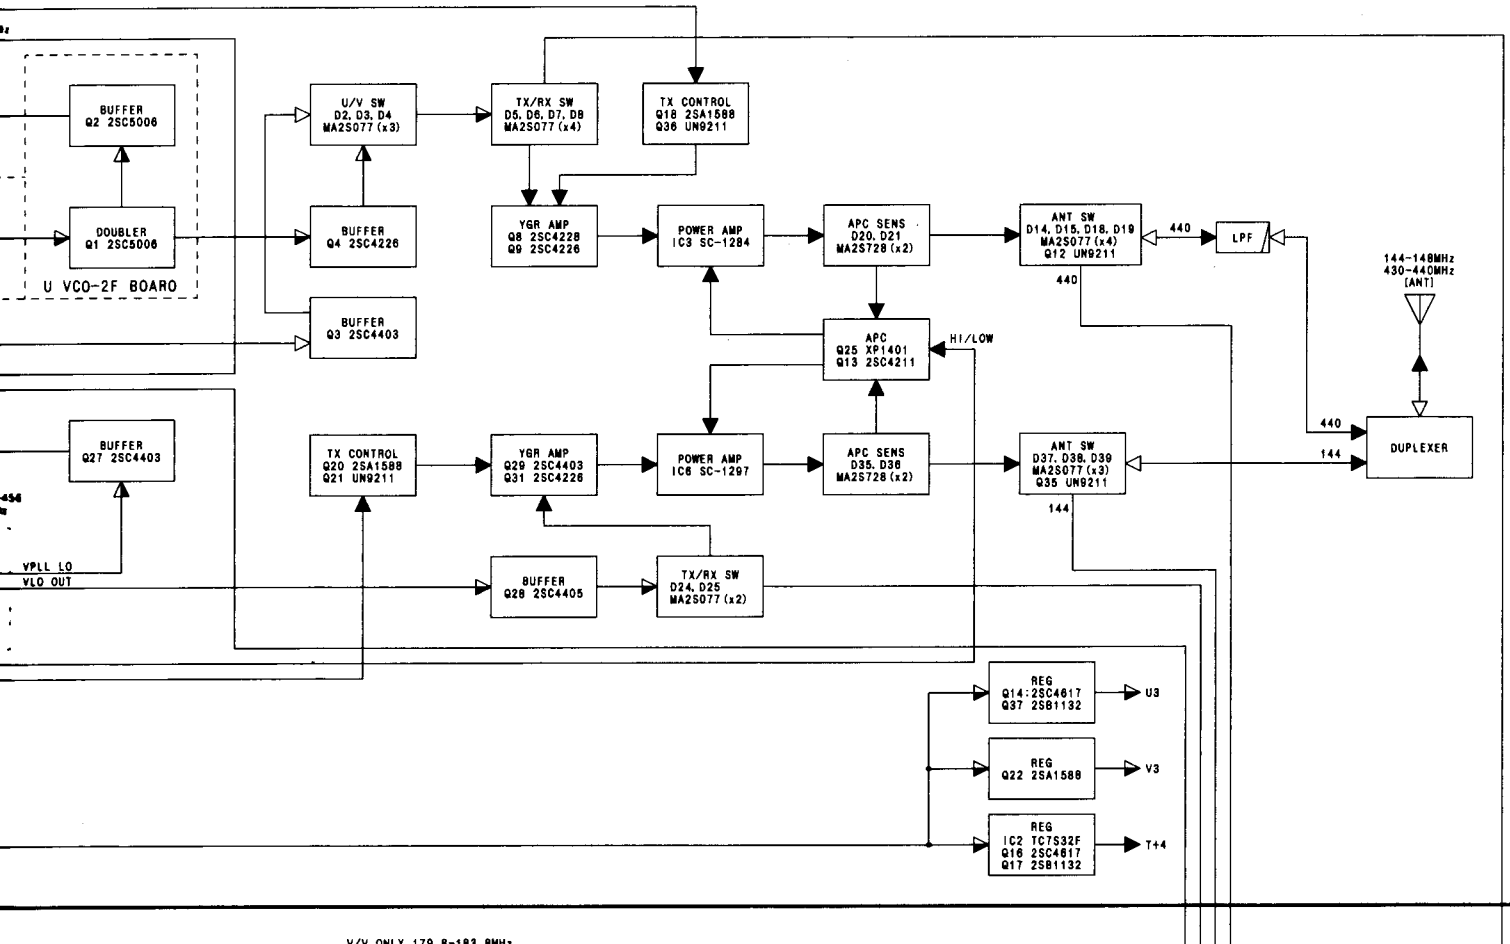 BUFFER
Q2 2SC5006
DOUBLER
Q1 2SC5006
U VCO-2F BOARD
U/V SW
D2, D3, D4
MA2S077 (x3)
TX/RX SW
D5, D6, D7, D8
MA2S077 (x4)
TX CONTROL
Q18 2SA1588
Q36 UN9211
BUFFER
Q4 2SC4226
YGR AMP
Q8 2SC4228
Q9 2SC4226
POWER AMP
IC3 SC-1284
APC SENS
D20, D21
MA2S728 (x2)
ANT SW
D14, D15, D18, D19
MA2S077 (x4)
Q12 UN9211
440
440
LPF
144-148MHz
430-440MHz
[ANT]
BUFFER
Q3 2SC4403
APC
Q25 XP1401
Q13 2SC4211
HI/LOW
BUFFER
Q27 2SC4403
TX CONTROL
Q20 2SA1588
Q21 UN9211
YGR AMP
Q29 2SC4403
Q31 2SC4226
POWER AMP
IC6 SC-1297
APC SENS
D35, D36
MA2S728 (x2)
ANT SW
D37, D38, D39
MA2S077 (x3)
Q35 UN9211
144
440
144
DUPLEXER
-456
VPLL LO
VLO OUT
BUFFER
Q28 2SC4405
TX/RX SW
D24, D25
MA2S077 (x2)
REG
Q14:2SC4617
Q37 2SB1132
U3
REG
Q22 2SA1588
V3
REG
IC2 TC7S32F
Q16 2SC4617
Q17 2SB1132
T+4
V/V ONLY 179.8-183.8MHz